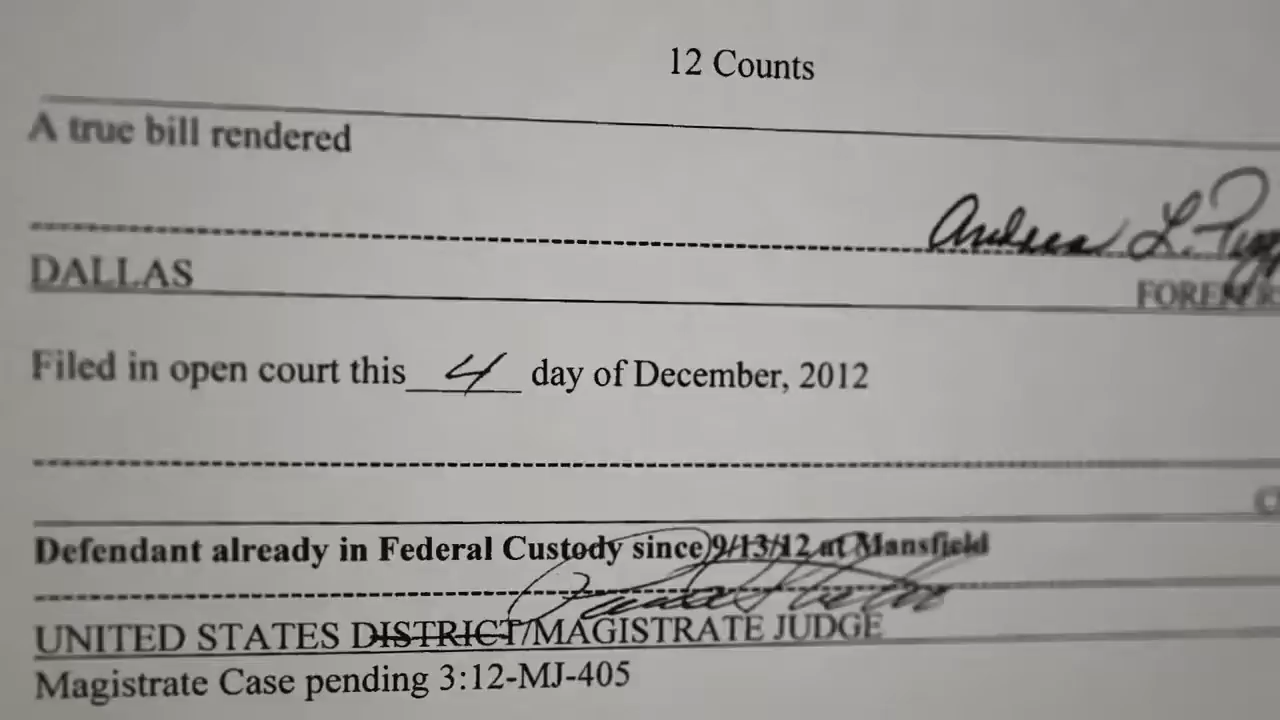 12 Counts
A true bill rendered
Andrea L.
DALLAS
Filed in open court this 4 day of December, 2012
Defendant already in Federal Custody since 9/13/12 at Mansfield
UNITED STATES DISTRICT/MAGISTRATE JUDGE
Magistrate Case pending 3:12-MJ-405